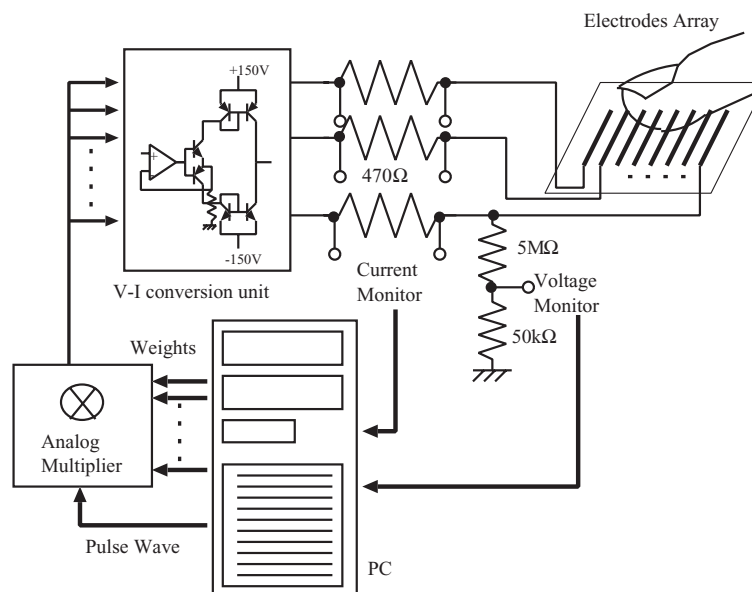 Electrodes Array
+150V
+
470Ω
-150V
5MΩ
Current
Monitor
Voltage
Monitor
V-I conversion unit
50kΩ
Weights
Analog
Multiplier
Pulse Wave
PC